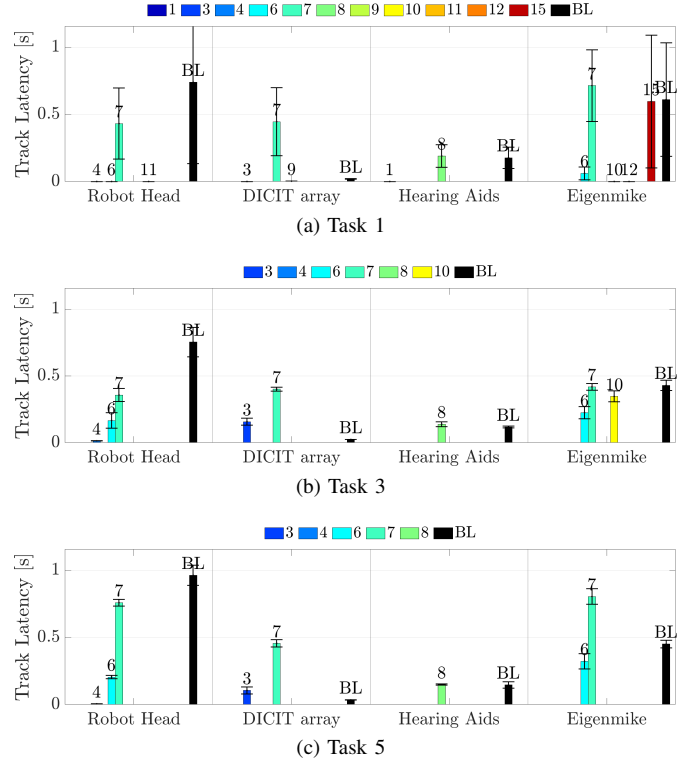 1 3 4 6 7 8 9 10 11 12 15 BL
Track Latency [s]
1
0.5
0
4 6 7 11 BL
3 7 9 BL
1 8 BL
6 7 10 12 15 BL
Robot Head DICIT array Hearing Aids Eigenmike
(a) Task 1
3 4 6 7 8 10 BL
Track Latency [s]
1
0.5
0
4 6 7 BL
3 7 BL
8 BL
6 7 10 BL
Robot Head DICIT array Hearing Aids Eigenmike
(b) Task 3
3 4 6 7 8 BL
Track Latency [s]
1
0.5
0
4 6 7 BL
3 7 BL
8 BL
6 7 BL
Robot Head DICIT array Hearing Aids Eigenmike
(c) Task 5